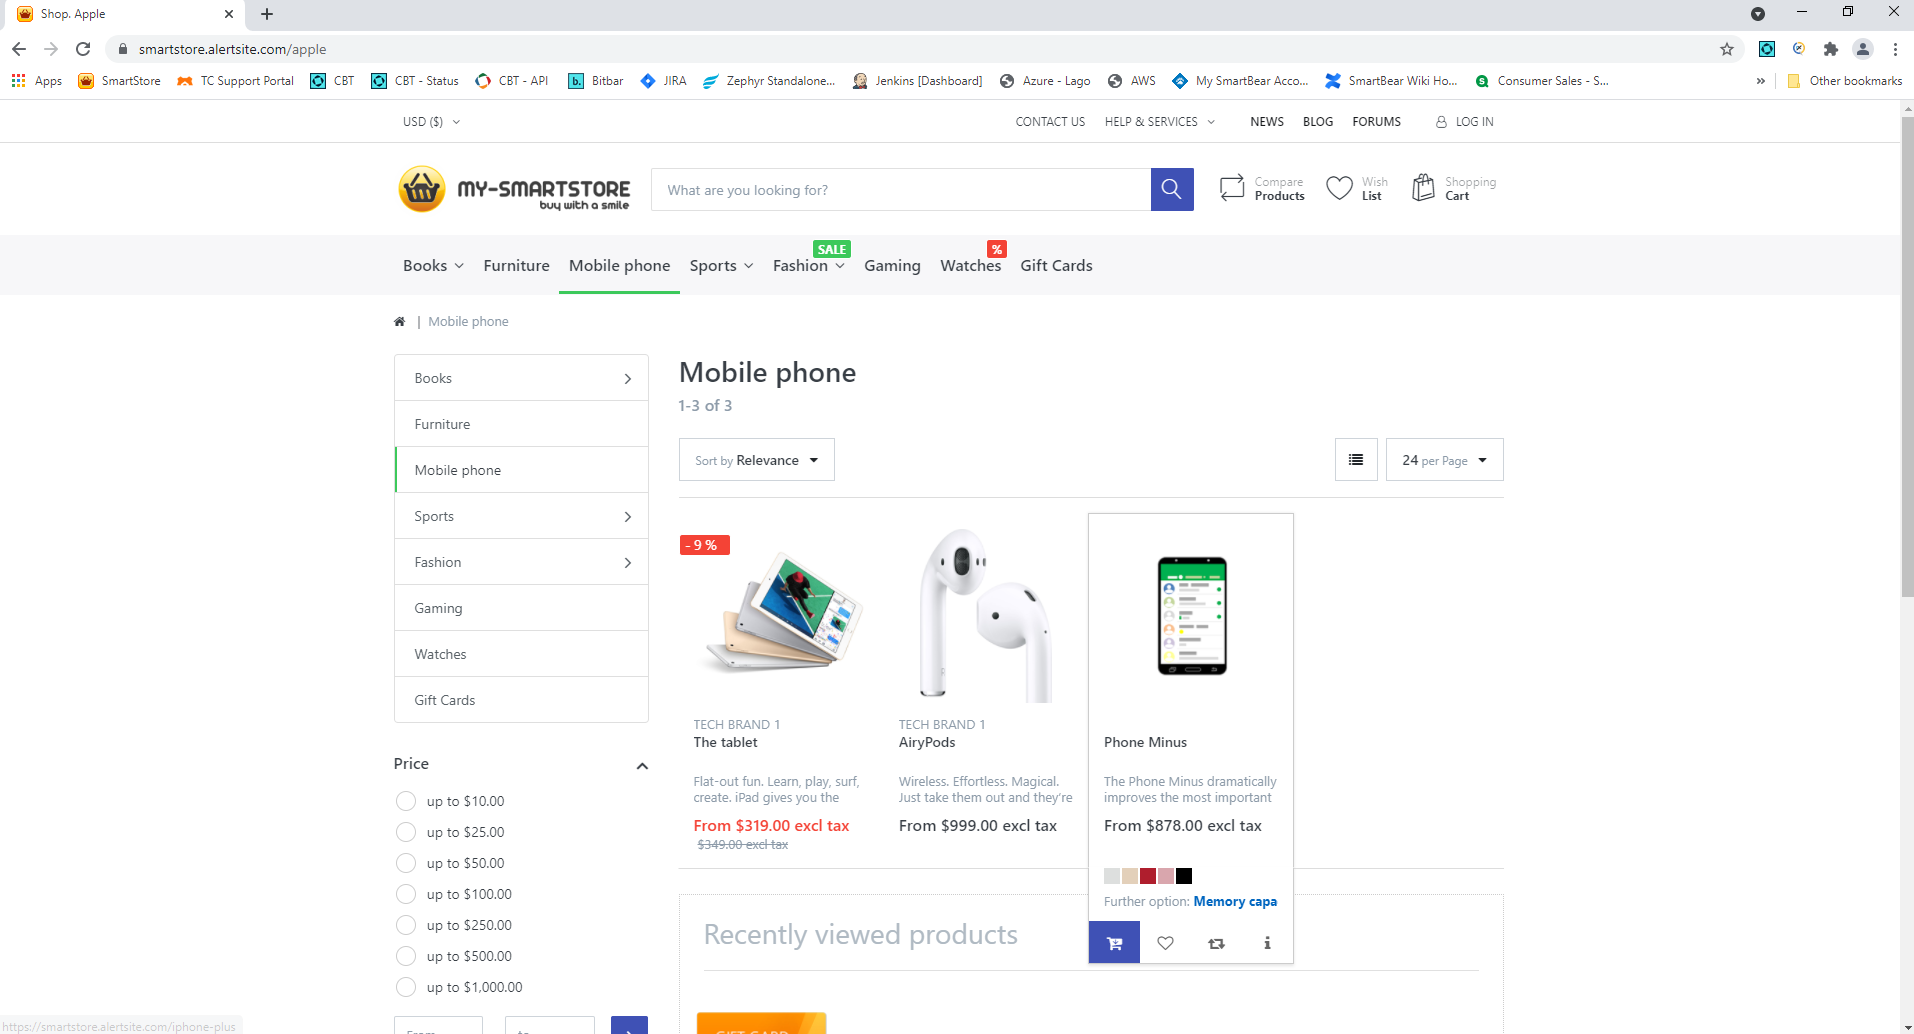 Shop. Apple
smartstore.alertsite.com/apple
Apps
SmartStore
TC Support Portal
CBT
CBT - Status
CBT - API
b.
Bitbar
JIRA
Zephyr Standalone...
Jenkins [Dashboard]
Azure - Lago
AWS
My SmartBear Acco...
SmartBear Wiki Ho...
S
Consumer Sales - S...
»
Other bookmarks
USD ($)
CONTACT US
HELP & SERVICES
NEWS
BLOG
FORUMS
LOG IN
MY-SMARTSTORE
buy with a smile
What are you looking for?
Compare
Products
Wish
List
Shopping
Cart
SALE
%
Books
Furniture
Mobile phone
Sports
Fashion
Gaming
Watches
Gift Cards
| Mobile phone
Books
Furniture
Mobile phone
Sports
Fashion
Gaming
Watches
Gift Cards
Price
up to $10.00
up to $25.00
up to $50.00
up to $100.00
up to $250.00
up to $500.00
up to $1,000.00
Mobile phone
1-3 of 3
Sort by Relevance
24 per Page
- 9 %
TECH BRAND 1
The tablet
Flat-out fun. Learn, play, surf,
create. iPad gives you the
From $319.00 excl tax
$349.00 excl tax
TECH BRAND 1
AiryPods
Wireless. Effortless. Magical.
Just take them out and they're
From $999.00 excl tax
Phone Minus
The Phone Minus dramatically
improves the most important
From $878.00 excl tax
Further option: Memory capa
Recently viewed products
GIFT CARD
https://smartstore.alertsite.com/iphone-plus